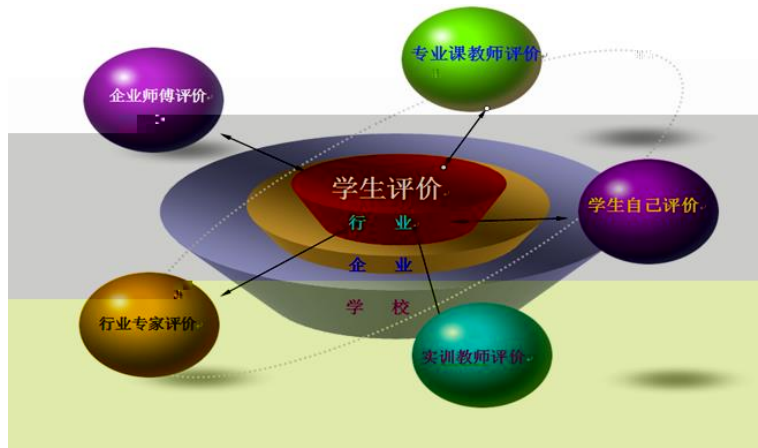 专业课教师评价
企业师傅评价
学生评价
学生自己评价
行 业
企 业
学 校
行业专家评价
实训教师评价